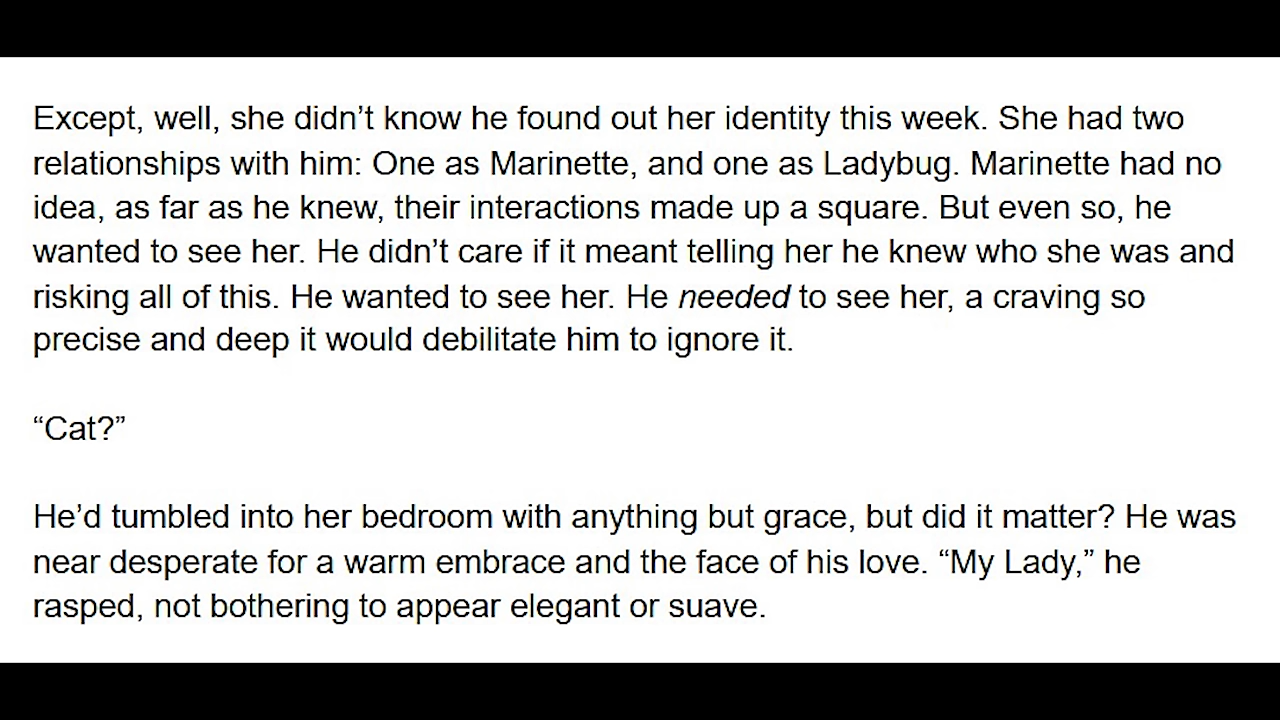 Except, well, she didn’t know he found out her identity this week. She had two
relationships with him: One as Marinette, and one as Ladybug. Marinette had no
idea, as far as he knew, their interactions made up a square. But even so, he
wanted to see her. He didn’t care if it meant telling her he knew who she was and
risking all of this. He wanted to see her. He needed to see her, a craving so
precise and deep it would debilitate him to ignore it.
“Cat?”
He’d tumbled into her bedroom with anything but grace, but did it matter? He was
near desperate for a warm embrace and the face of his love. “My Lady,” he
rasped, not bothering to appear elegant or suave.